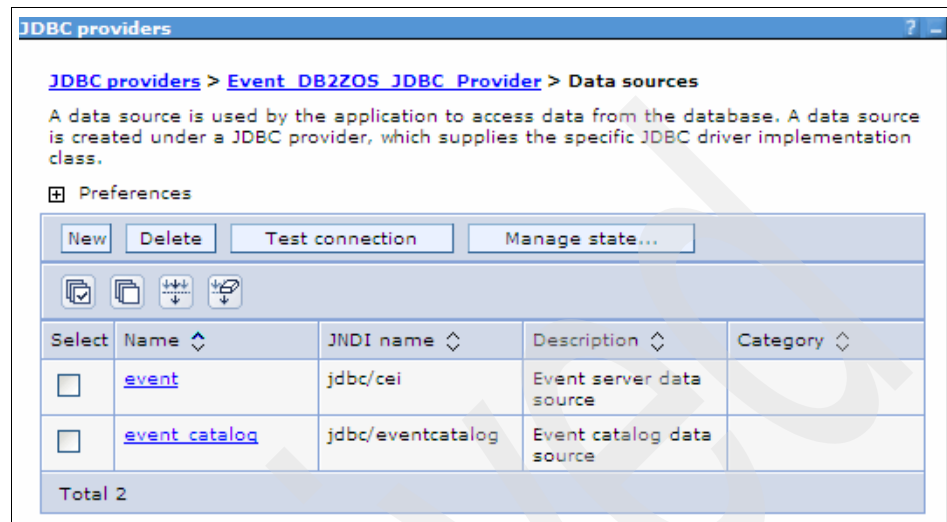 JDBC providers ? _
JDBC providers > Event_DB2ZOS_JDBC_Provider > Data sources
A data source is used by the application to access data from the database. A data source
is created under a JDBC provider, which supplies the specific JDBC driver implementation
class.
Preferences
New Delete Test connection Manage state...
Select Name JNDI name Description Category
event jdbc/cei Event server data
source
event_catalog jdbc/eventcatalog Event catalog data
source
Total 2